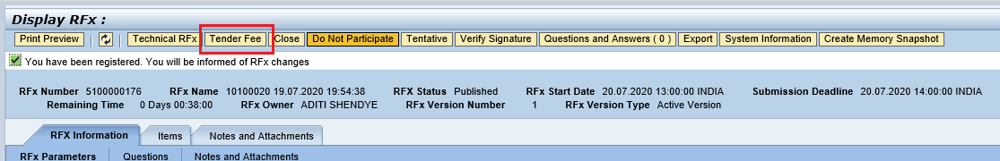 Display RFx :
Print Preview Technical RFx Tender Fee Close Do Not Participate Tentative Verify Signature Questions and Answers ( 0 ) Export System Information Create Memory Snapshot
You have been registered. You will be informed of RFx changes
RFx Number 5100000176 RFx Name 10100020 19.07.2020 19:54:38 RFX Status Published RFx Start Date 20.07.2020 13:00:00 INDIA Submission Deadline 20.07.2020 14:00:00 INDIA
Remaining Time 0 Days 00:38:00 RFx Owner ADITI SHENDYE RFx Version Number 1 RFx Version Type Active Version
RFX Information Items Notes and Attachments
RFx Parameters Questions Notes and Attachments